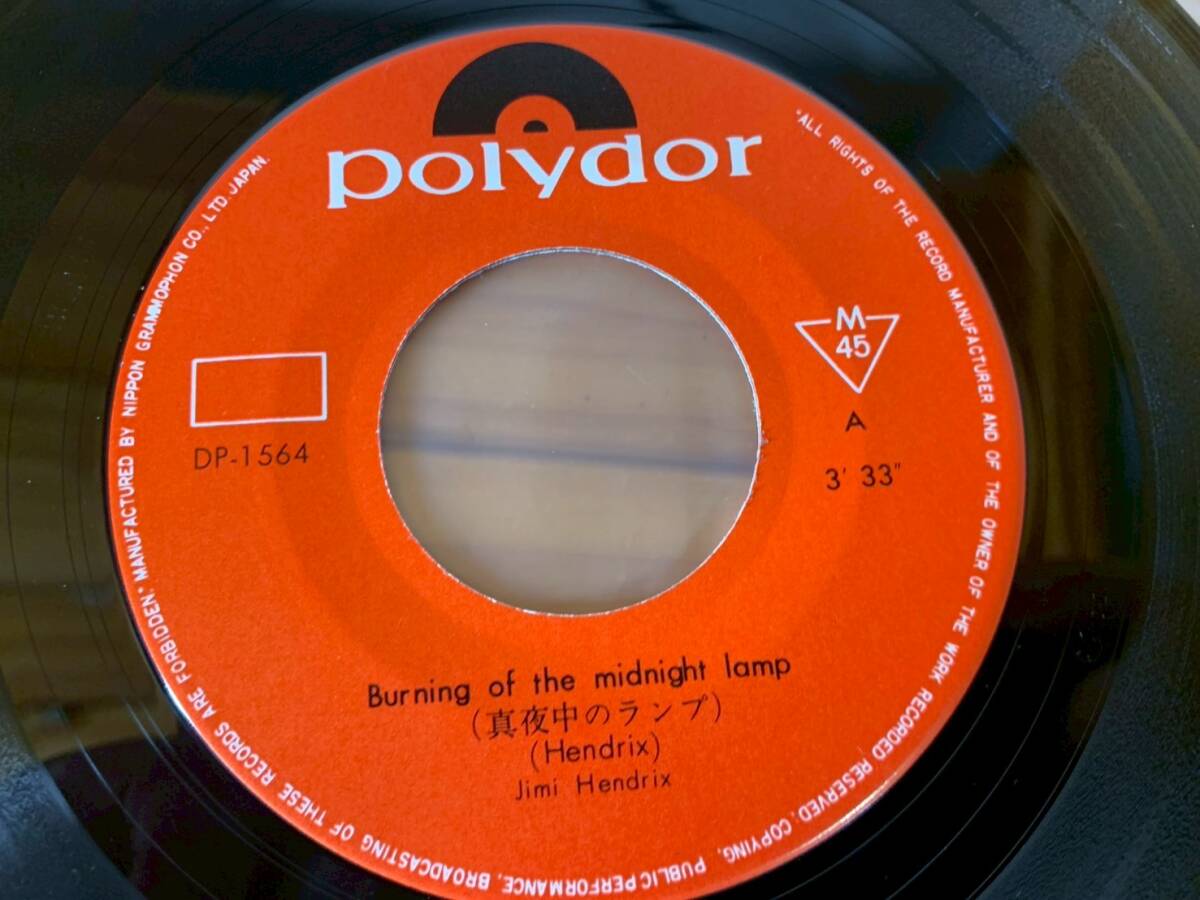 polydor
"ALL RIGHTS OF THE RECORD MANUFACTURER AND OF THE OWNER OF THE WORK RECORDED RESERVED. COPYING, PUBLIC PERFORMANCE, BROADCASTING OF THESE RECORDS ARE FORBIDDEN." MANUFACTURED BY NIPPON GRAMMOPHON CO., LTD. JAPAN.
M
45
DP-1564
A
3' 33"
Burning of the midnight lamp
(真夜中のランプ)
(Hendrix)
Jimi Hendrix